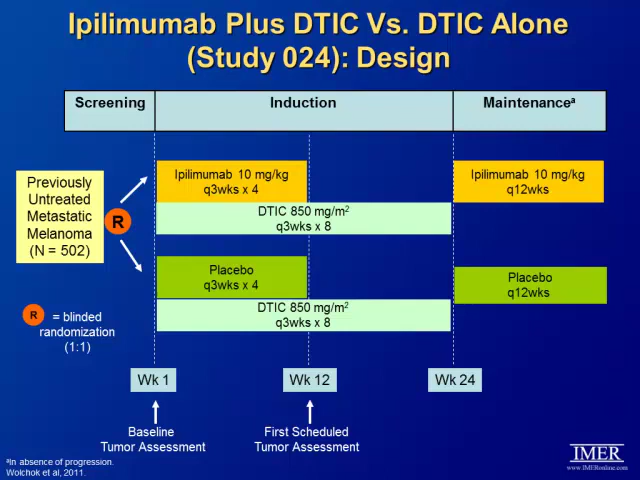 Ipilimumab Plus DTIC Vs. DTIC Alone
(Study 024): Design
Screening
Induction
Maintenanceᵃ
Previously
Untreated
Metastatic
Melanoma
(N = 502)
R
Ipilimumab 10 mg/kg
q3wks x 4
Ipilimumab 10 mg/kg
q12wks
DTIC 850 mg/m²
q3wks x 8
Placebo
q3wks x 4
Placebo
q12wks
DTIC 850 mg/m²
q3wks x 8
R = blinded
randomization
(1:1)
Wk 1
Wk 12
Wk 24
Baseline
Tumor Assessment
First Scheduled
Tumor Assessment
ᵃIn absence of progression.
Wolchok et al, 2011.
IMER
www.IMERonline.com